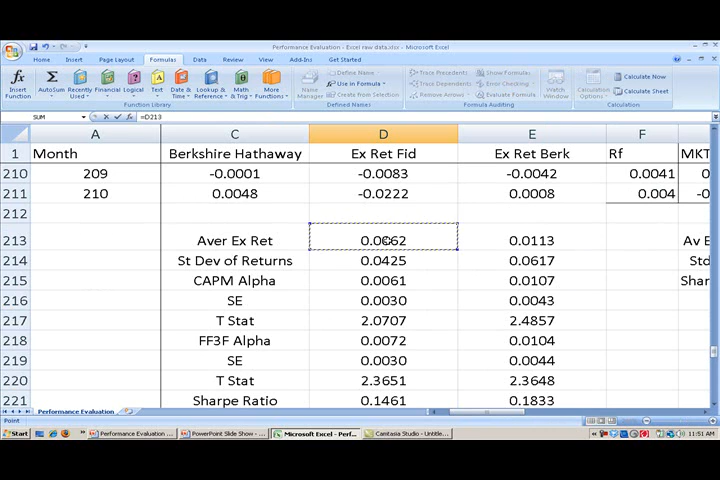 Performance Evaluation - Excel raw data.xlsx - Microsoft Excel
Home Insert Page Layout Formulas Data Review View Add-Ins Get Started
Insert Function AutoSum Recently Used Financial Logical Text Date & Time Lookup & Reference Math & Trig More Functions Name Manager Define Name Use in Formula Create from Selection Trace Precedents Trace Dependents Remove Arrows Show Formulas Error Checking Evaluate Formula Watch Window Calculation Options Calculate Now Calculate Sheet
Function Library Defined Names Formula Auditing Calculation
SUM =D213
A C D E F
1 Month Berkshire Hathaway Ex Ret Fid Ex Ret Berk Rf MKT
210 209 -0.0001 -0.0083 -0.0042 0.0041 0
211 210 0.0048 -0.0222 0.0008 0.004 -0
212
213 Aver Ex Ret 0.0062 0.0113 Av E
214 St Dev of Returns 0.0425 0.0617 Std
215 CAPM Alpha 0.0061 0.0107 Shar
216 SE 0.0030 0.0043
217 T Stat 2.0707 2.4857
218 FF3F Alpha 0.0072 0.0104
219 SE 0.0030 0.0044
220 T Stat 2.3651 2.3648
221 Sharpe Ratio 0.1461 0.1833
Performance Evaluation
Point
Start Performance Evaluation ... PowerPoint Slide Show - ... Microsoft Excel - Perf... Camtasia Studio - Untitle... 11:51 AM